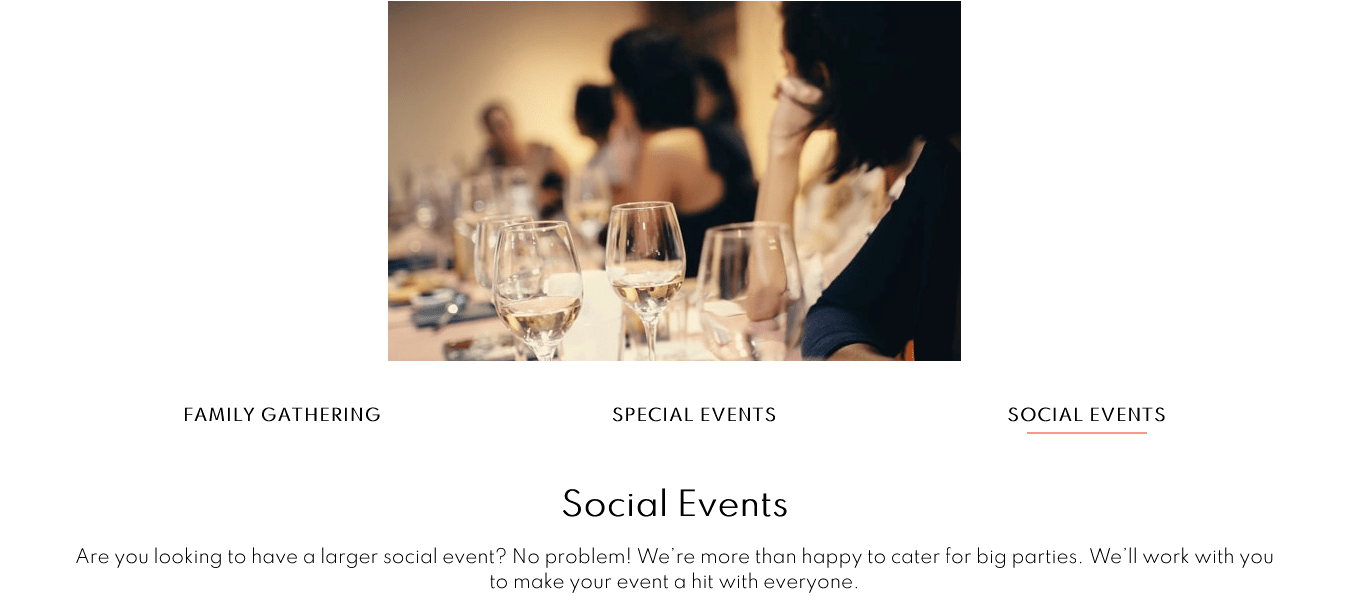 FAMILY GATHERING
SPECIAL EVENTS
SOCIAL EVENTS
Social Events
Are you looking to have a larger social event? No problem! We’re more than happy to cater for big parties. We’ll work with you
to make your event a hit with everyone.